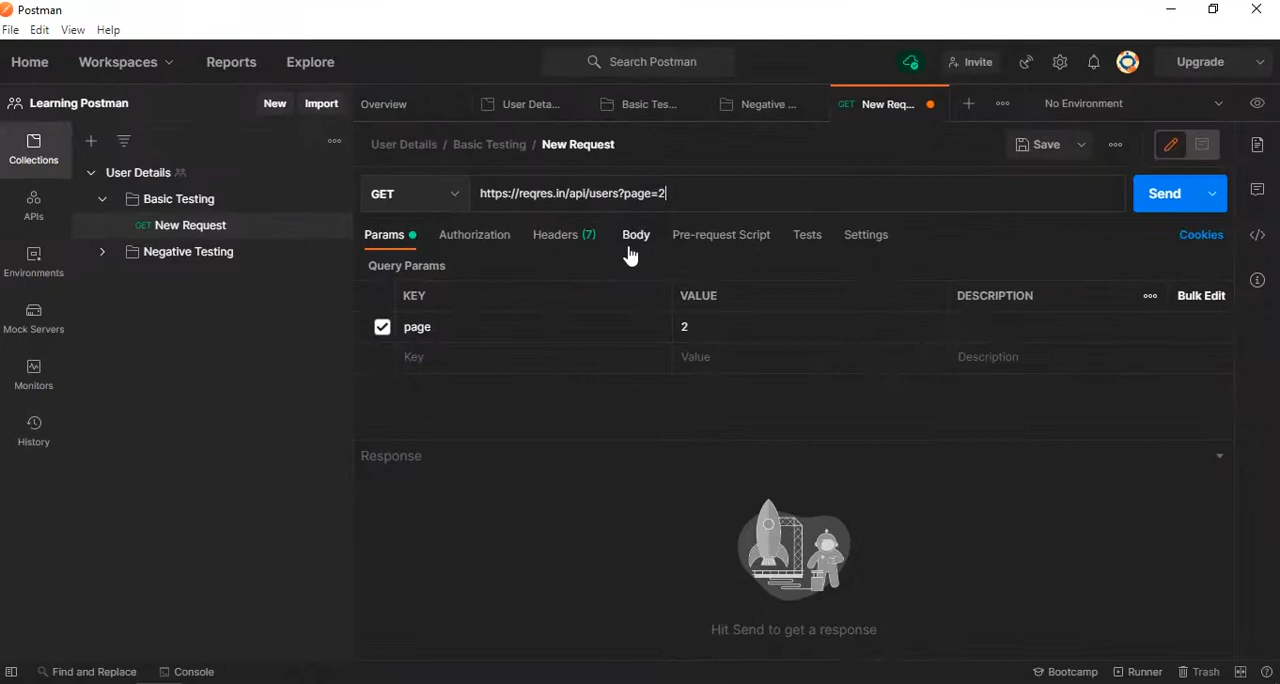 Postman
File Edit View Help
Home Workspaces Reports Explore Search Postman Invite Upgrade
Learning Postman New Import Overview User Deta... Basic Tes... Negative ... GET New Req... No Environment
Collections
User Details / Basic Testing / New Request Save
User Details
Basic Testing
GET New Request
Negative Testing
APIs
Environments
Mock Servers
Monitors
History
GET https://reqres.in/api/users?page=2 Send
Params Authorization Headers (7) Body Pre-request Script Tests Settings Cookies
Query Params
KEY VALUE DESCRIPTION Bulk Edit
page 2
Key Value Description
Response
Hit Send to get a response
Find and Replace Console Bootcamp Runner Trash